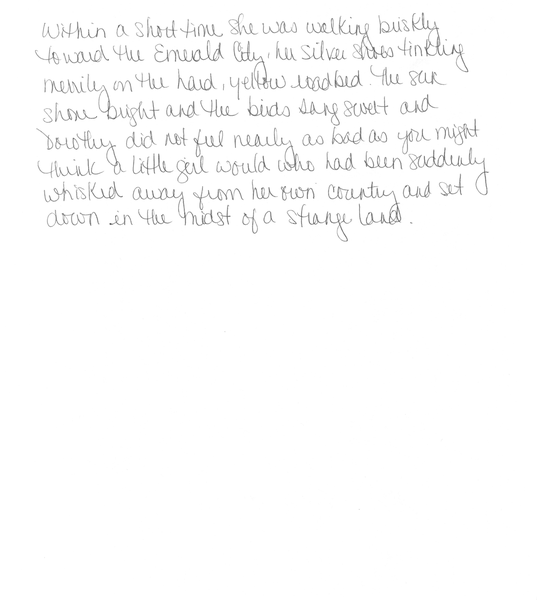 Within a short time she was walking briskly
toward the Emerald City, her silver shoes tinkling
merrily on the hard, yellow roadbed. The sun
shone bright and the birds sang sweet and
Dorothy did not feel nearly as bad as you might
think a little girl would who had been suddenly
whisked away from her own country and set
down in the midst of a strange land.